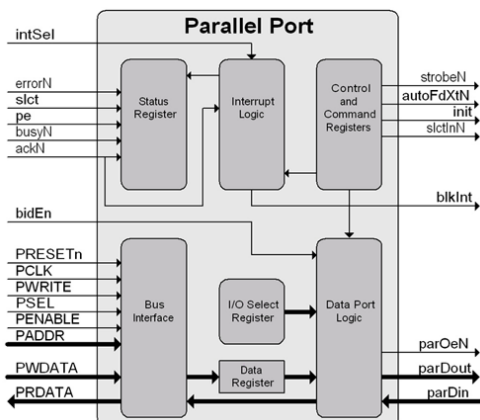 Parallel Port
intSel
errorN
slct
pe
busyN
ackN
Status
Register
Interrupt
Logic
Control
and
Command
Registers
strobeN
autoFdXtN
init
slctInN
blkInt
bidEn
PRESETn
PCLK
PWRITE
PSEL
PENABLE
PADDR
PWDATA
PRDATA
Bus
Interface
I/O Select
Register
Data
Register
Data Port
Logic
parOeN
parDout
parDin